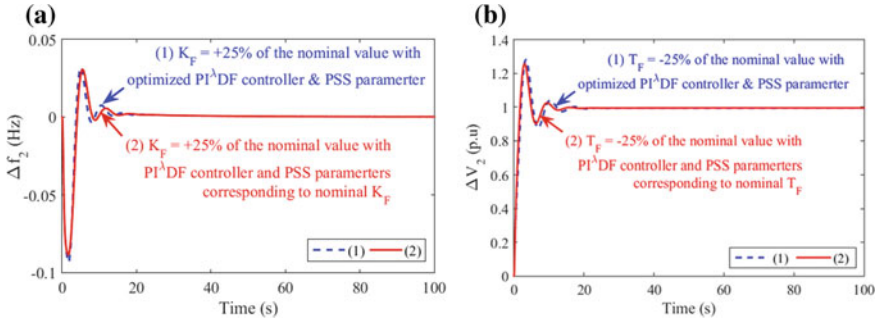 (a)
0.05
0
-0.05
-0.1
Δf₂ (Hz)
(1) K_F = +25% of the nominal value with
optimized PI^λDF controller & PSS paramerter
(2) K_F = +25% of the nominal value with
PI^λDF controller and PSS paramerters
corresponding to nominal K_F
(1) (2)
0 20 40 60 80 100
Time (s)
(b)
1.4
1.2
1
0.8
0.6
0.4
0.2
0
ΔV₂ (p.u)
(1) T_F = -25% of the nominal value with
optimized PI^λDF controller & PSS paramerter
(2) T_F = -25% of the nominal value with
PI^λDF controller and PSS paramerters
corresponding to nominal T_F
(1) (2)
0 20 40 60 80 100
Time (s)